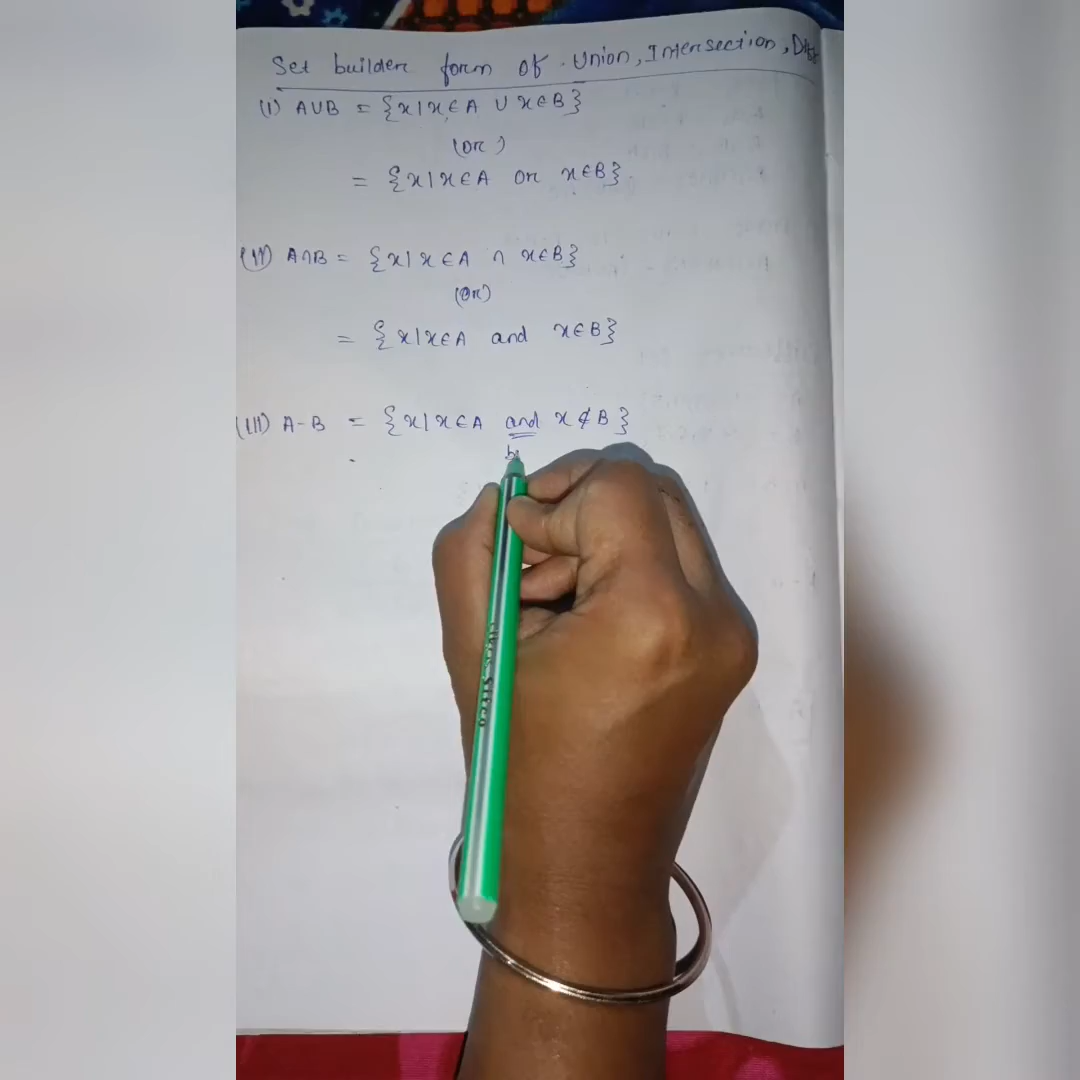 Set builder form of Union, Intersection, Diff
(I) A∪B = {x|x∈A ∪ x∈B}
(or)
= {x|x∈A or x∈B}.
(II) A∩B = {x|x∈A ∩ x∈B}
(or)
= {x|x∈A and x∈B}
(III) A-B = {x|x∈A and x∉B}